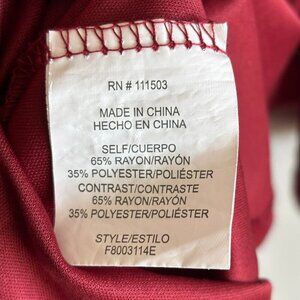 RN # 111503
MADE IN CHINA
HECHO EN CHINA
SELF/CUERPO
65% RAYON/RAYÓN
35% POLYESTER/POLIÉSTER
CONTRAST/CONTRASTE
65% RAYON/RAYÓN
35% POLYESTER/POLIÉSTER
STYLE/ESTILO
F8003114E